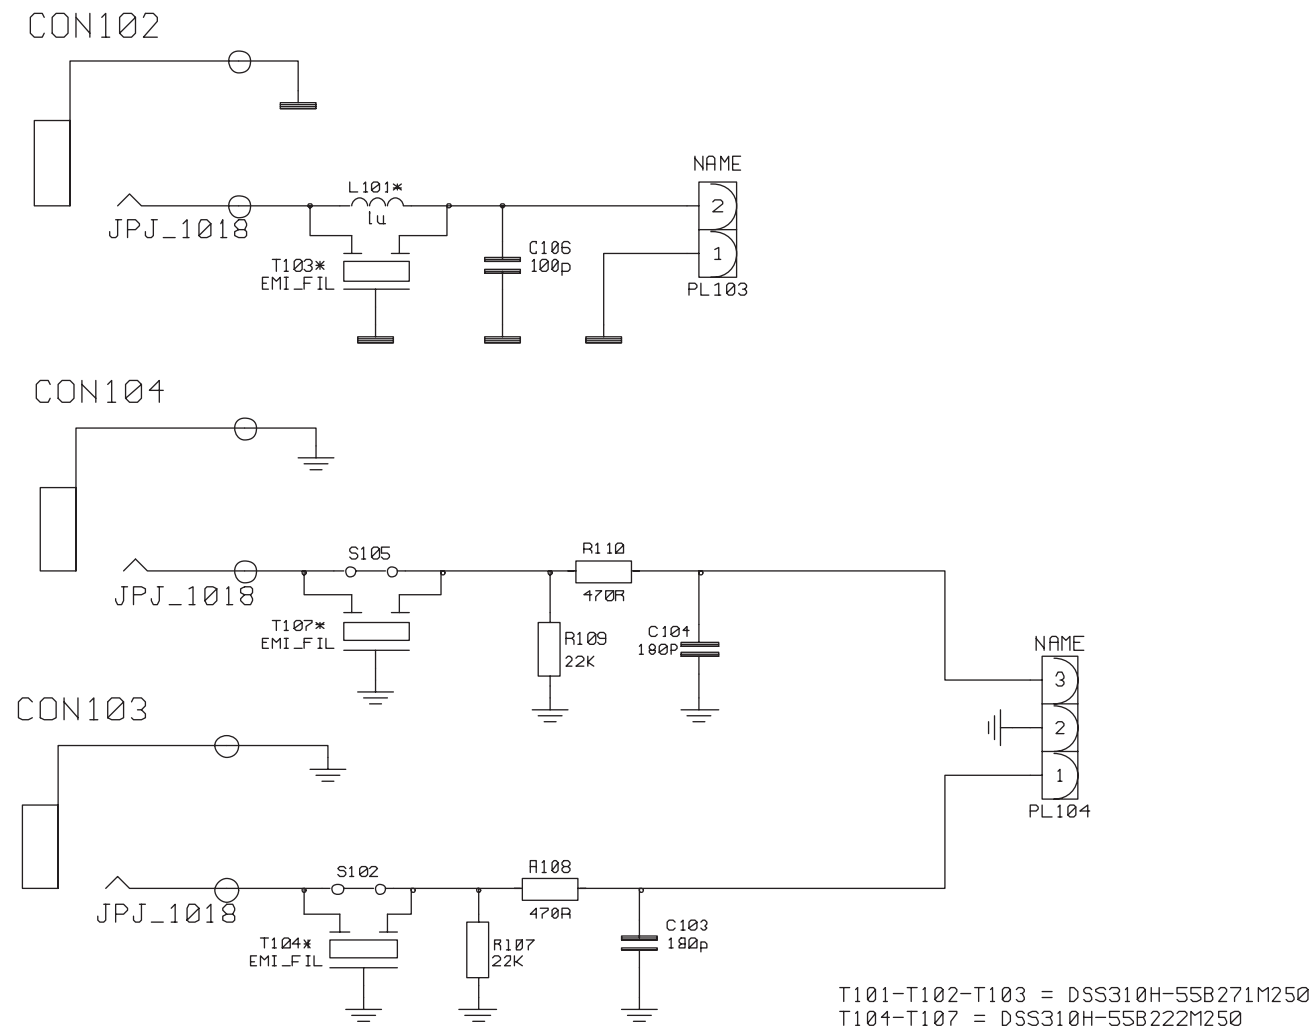 CON102
NAME
L101*
1u
2
JPJ_1018
C106
100p
1
T103*
EMI_FIL
PL103
CON104
S105
R110
JPJ_1018
470R
T107*
EMI_FIL
R109
22K
C104
180P
NAME
3
2
1
PL104
CON103
S102
R108
JPJ_1018
470R
T104*
EMI_FIL
R107
22K
C103
180p
T101-T102-T103 = DSS310H-55B271M250
T104-T107 = DSS310H-55B222M250